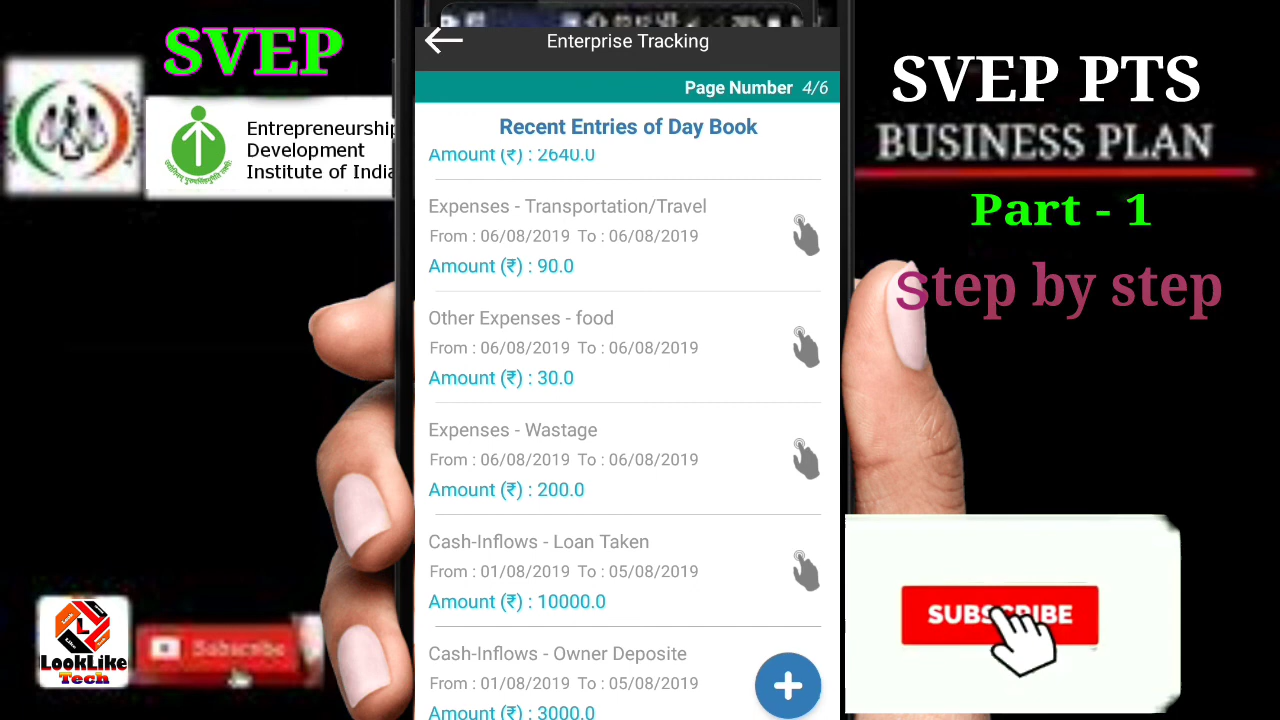 SVEP
Entrepreneurship
Development
Institute of India
Enterprise Tracking
Page Number 4/6
Recent Entries of Day Book
Amount (₹) : 2640.0
Expenses - Transportation/Travel
From : 06/08/2019 To : 06/08/2019
Amount (₹) : 90.0
Other Expenses - food
From : 06/08/2019 To : 06/08/2019
Amount (₹) : 30.0
Expenses - Wastage
From : 06/08/2019 To : 06/08/2019
Amount (₹) : 200.0
Cash-Inflows - Loan Taken
From : 01/08/2019 To : 05/08/2019
Amount (₹) : 10000.0
Cash-Inflows - Owner Deposite
From : 01/08/2019 To : 05/08/2019
Amount (₹) : 3000.0
SVEP PTS
BUSINESS PLAN
Part - 1
step by step
SUBSCRIBE
L
LookLike
Tech
Subscribe